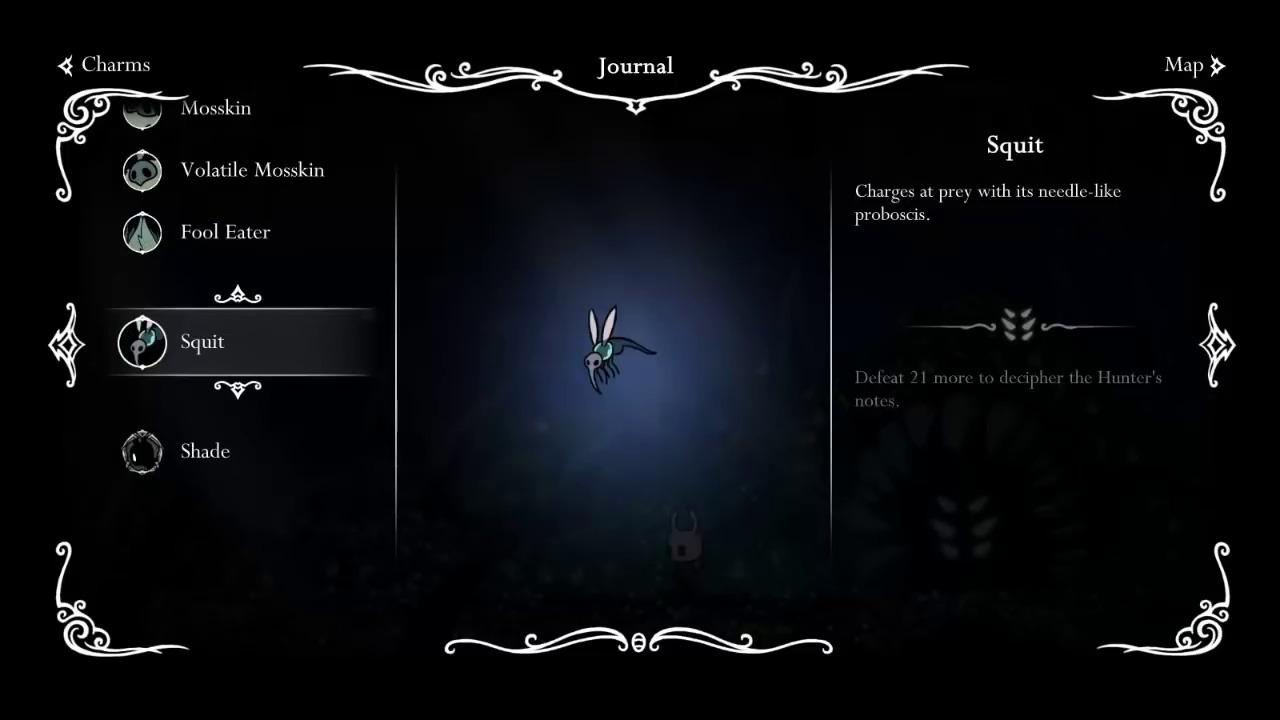 Charms
Journal
Map
Mosskin
Volatile Mosskin
Fool Eater
Squit
Shade
Squit
Charges at prey with its needle-like
proboscis.
Defeat 21 more to decipher the Hunter's
notes.